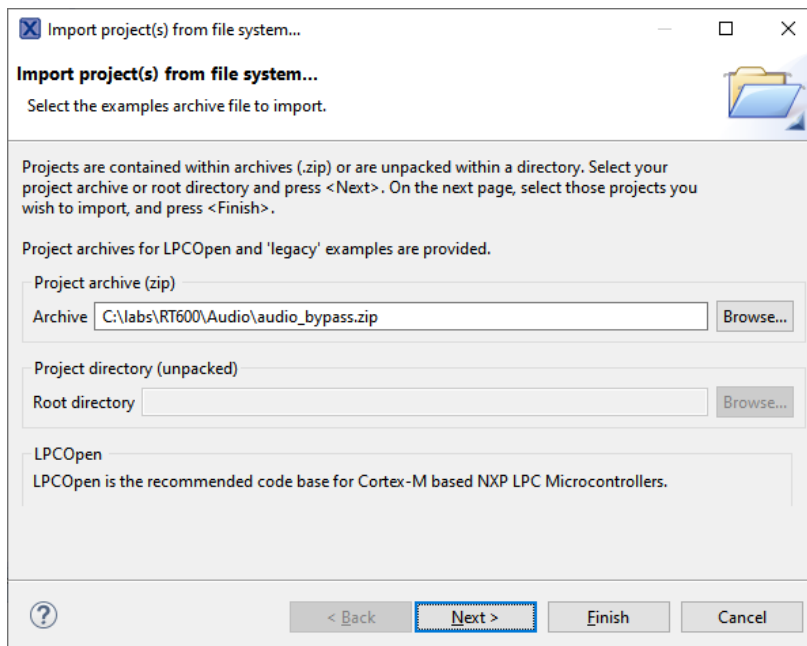 Import project(s) from file system...
Import project(s) from file system...
Select the examples archive file to import.
Projects are contained within archives (.zip) or are unpacked within a directory. Select your
project archive or root directory and press <Next>. On the next page, select those projects you
wish to import, and press <Finish>.
Project archives for LPCOpen and 'legacy' examples are provided.
Project archive (zip)
Archive C:\labs\RT600\Audio\audio_bypass.zip Browse...
Project directory (unpacked)
Root directory Browse...
LPCOpen
LPCOpen is the recommended code base for Cortex-M based NXP LPC Microcontrollers.
? < Back Next > Finish Cancel